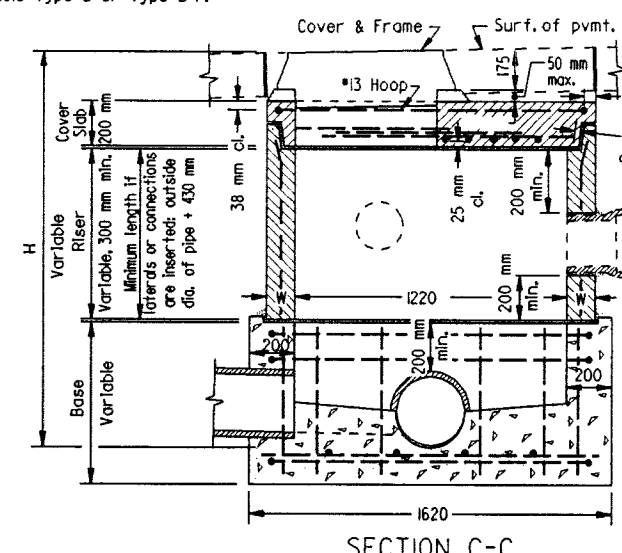 Cover & Frame
Surf. of pvmt.
175
50 mm
max.
#13 Hoop
Cover
Slab
200 mm
38 mm cl.
25 mm
cl.
200 mm
min.
H
Variable
Riser
Variable, 300 mm min.
Minimum length if
laterals or connections
are inserted: outside
dia. of pipe + 430 mm
W
1220
200 mm
min.
W
Base
Variable
200
200 mm
min.
200
1620
SECTION C-C